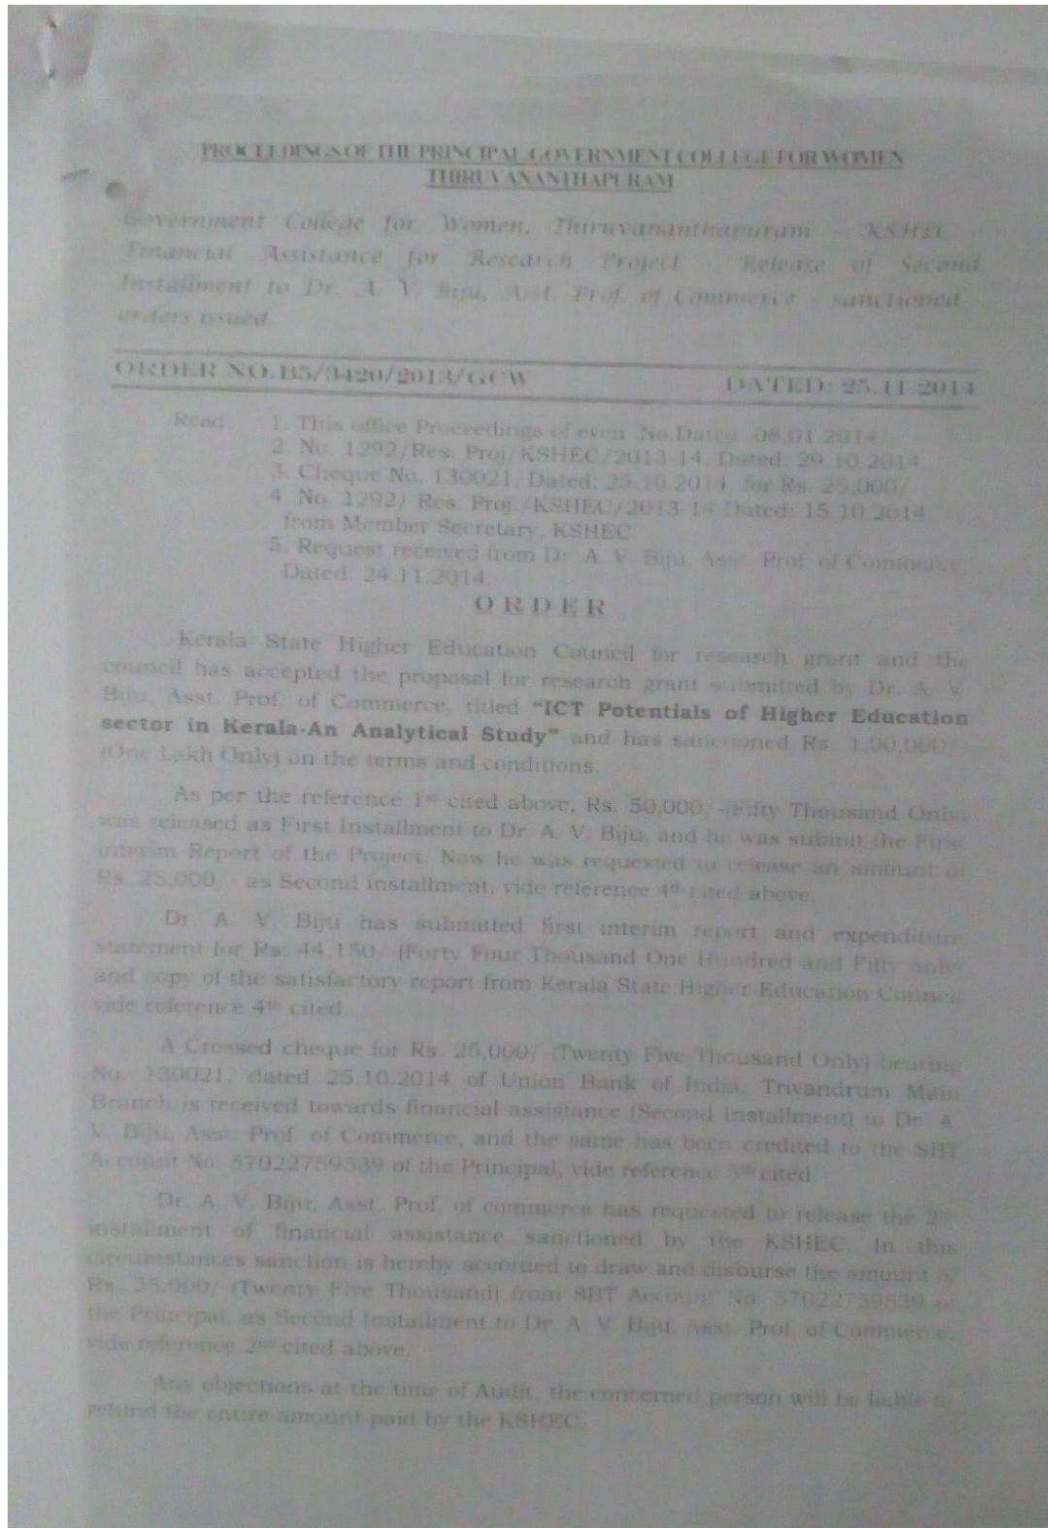 PROCEEDINGS OF THE PRINCIPAL GOVERNMENT COLLEGE FOR WOMEN
THIRUVANANTHAPURAM
Government College for Women, Thiruvananthapuram - KSHEC -
Financial Assistance for Research Project - Release of Second
Installment to Dr. A. V. Biju, Asst. Prof. of Commerce - sanctioned -
orders issued.
ORDER NO.B5/3420/2013/GCW DATED: 25.11.2014
Read: 1. This office Proceedings of even .No.Dated: 08.01.2014
2. No. 1292/Res. Proj/KSHEC/2013-14, Dated: 29.10.2014
3. Cheque No. 130021, Dated: 25.10.2014, for Rs. 25,000/-
4. No. 1292/ Res. Proj./KSHEC/2013-14 Dated: 15.10.2014
from Member Secretary, KSHEC
5. Request received from Dr .A. V. Biju, Asst. Prof. of Commerce,
Dated: 24.11.2014.
ORDER
Kerala State Higher Education Council for research grant and the
council has accepted the proposal for research grant submitted by Dr. A. V.
Biju, Asst. Prof. of Commerce, titled "ICT Potentials of Higher Education
sector in Kerala-An Analytical Study" and has sanctioned Rs. 1,00,000/-
(One Lakh Only) on the terms and conditions.
As per the reference 1st cited above, Rs. 50,000/-(Fifty Thousand Only)
was released as First Installment to Dr. A. V. Biju, and he was submit the First
interim Report of the Project. Now he was requested to release an amount of
Rs. 25,000/- as Second installment, vide reference 4th cited above.
Dr. A. V. Biju has submitted first interim report and expenditure
statement for Rs: 44,150/ (Forty Four Thousand One Hundred and Fifty only)
and copy of the satisfactory report from Kerala State Higher Education Council
vide reference 4th cited.
A Crossed cheque for Rs. 25,000/-(Twenty Five Thousand Only) bearing
No. 130021, dated 25.10.2014 of Union Bank of India, Trivandrum Main
Branch is received towards financial assistance (Second installment) to Dr. A.
V. Biju, Asst. Prof. of Commerce, and the same has been credited to the SBT
Account No. 57022759539 of the Principal, vide reference 3th cited.
Dr. A. V. Biju, Asst. Prof. of commerce has requested to release the 2nd
installment of financial assistance sanctioned by the KSHEC. In this
circumstances sanction is hereby accorded to draw and disburse the amount of
Rs. 25,000/ (Twenty Five Thousand) from SBT Account No. 57022759539 of
the Principal, as Second Installment to Dr. A. V. Biju, Asst. Prof. of Commerce,
vide reference 2nd cited above.
Any objections at the time of Audit, the concerned person will be liable to
refund the entire amount paid by the KSHEC.